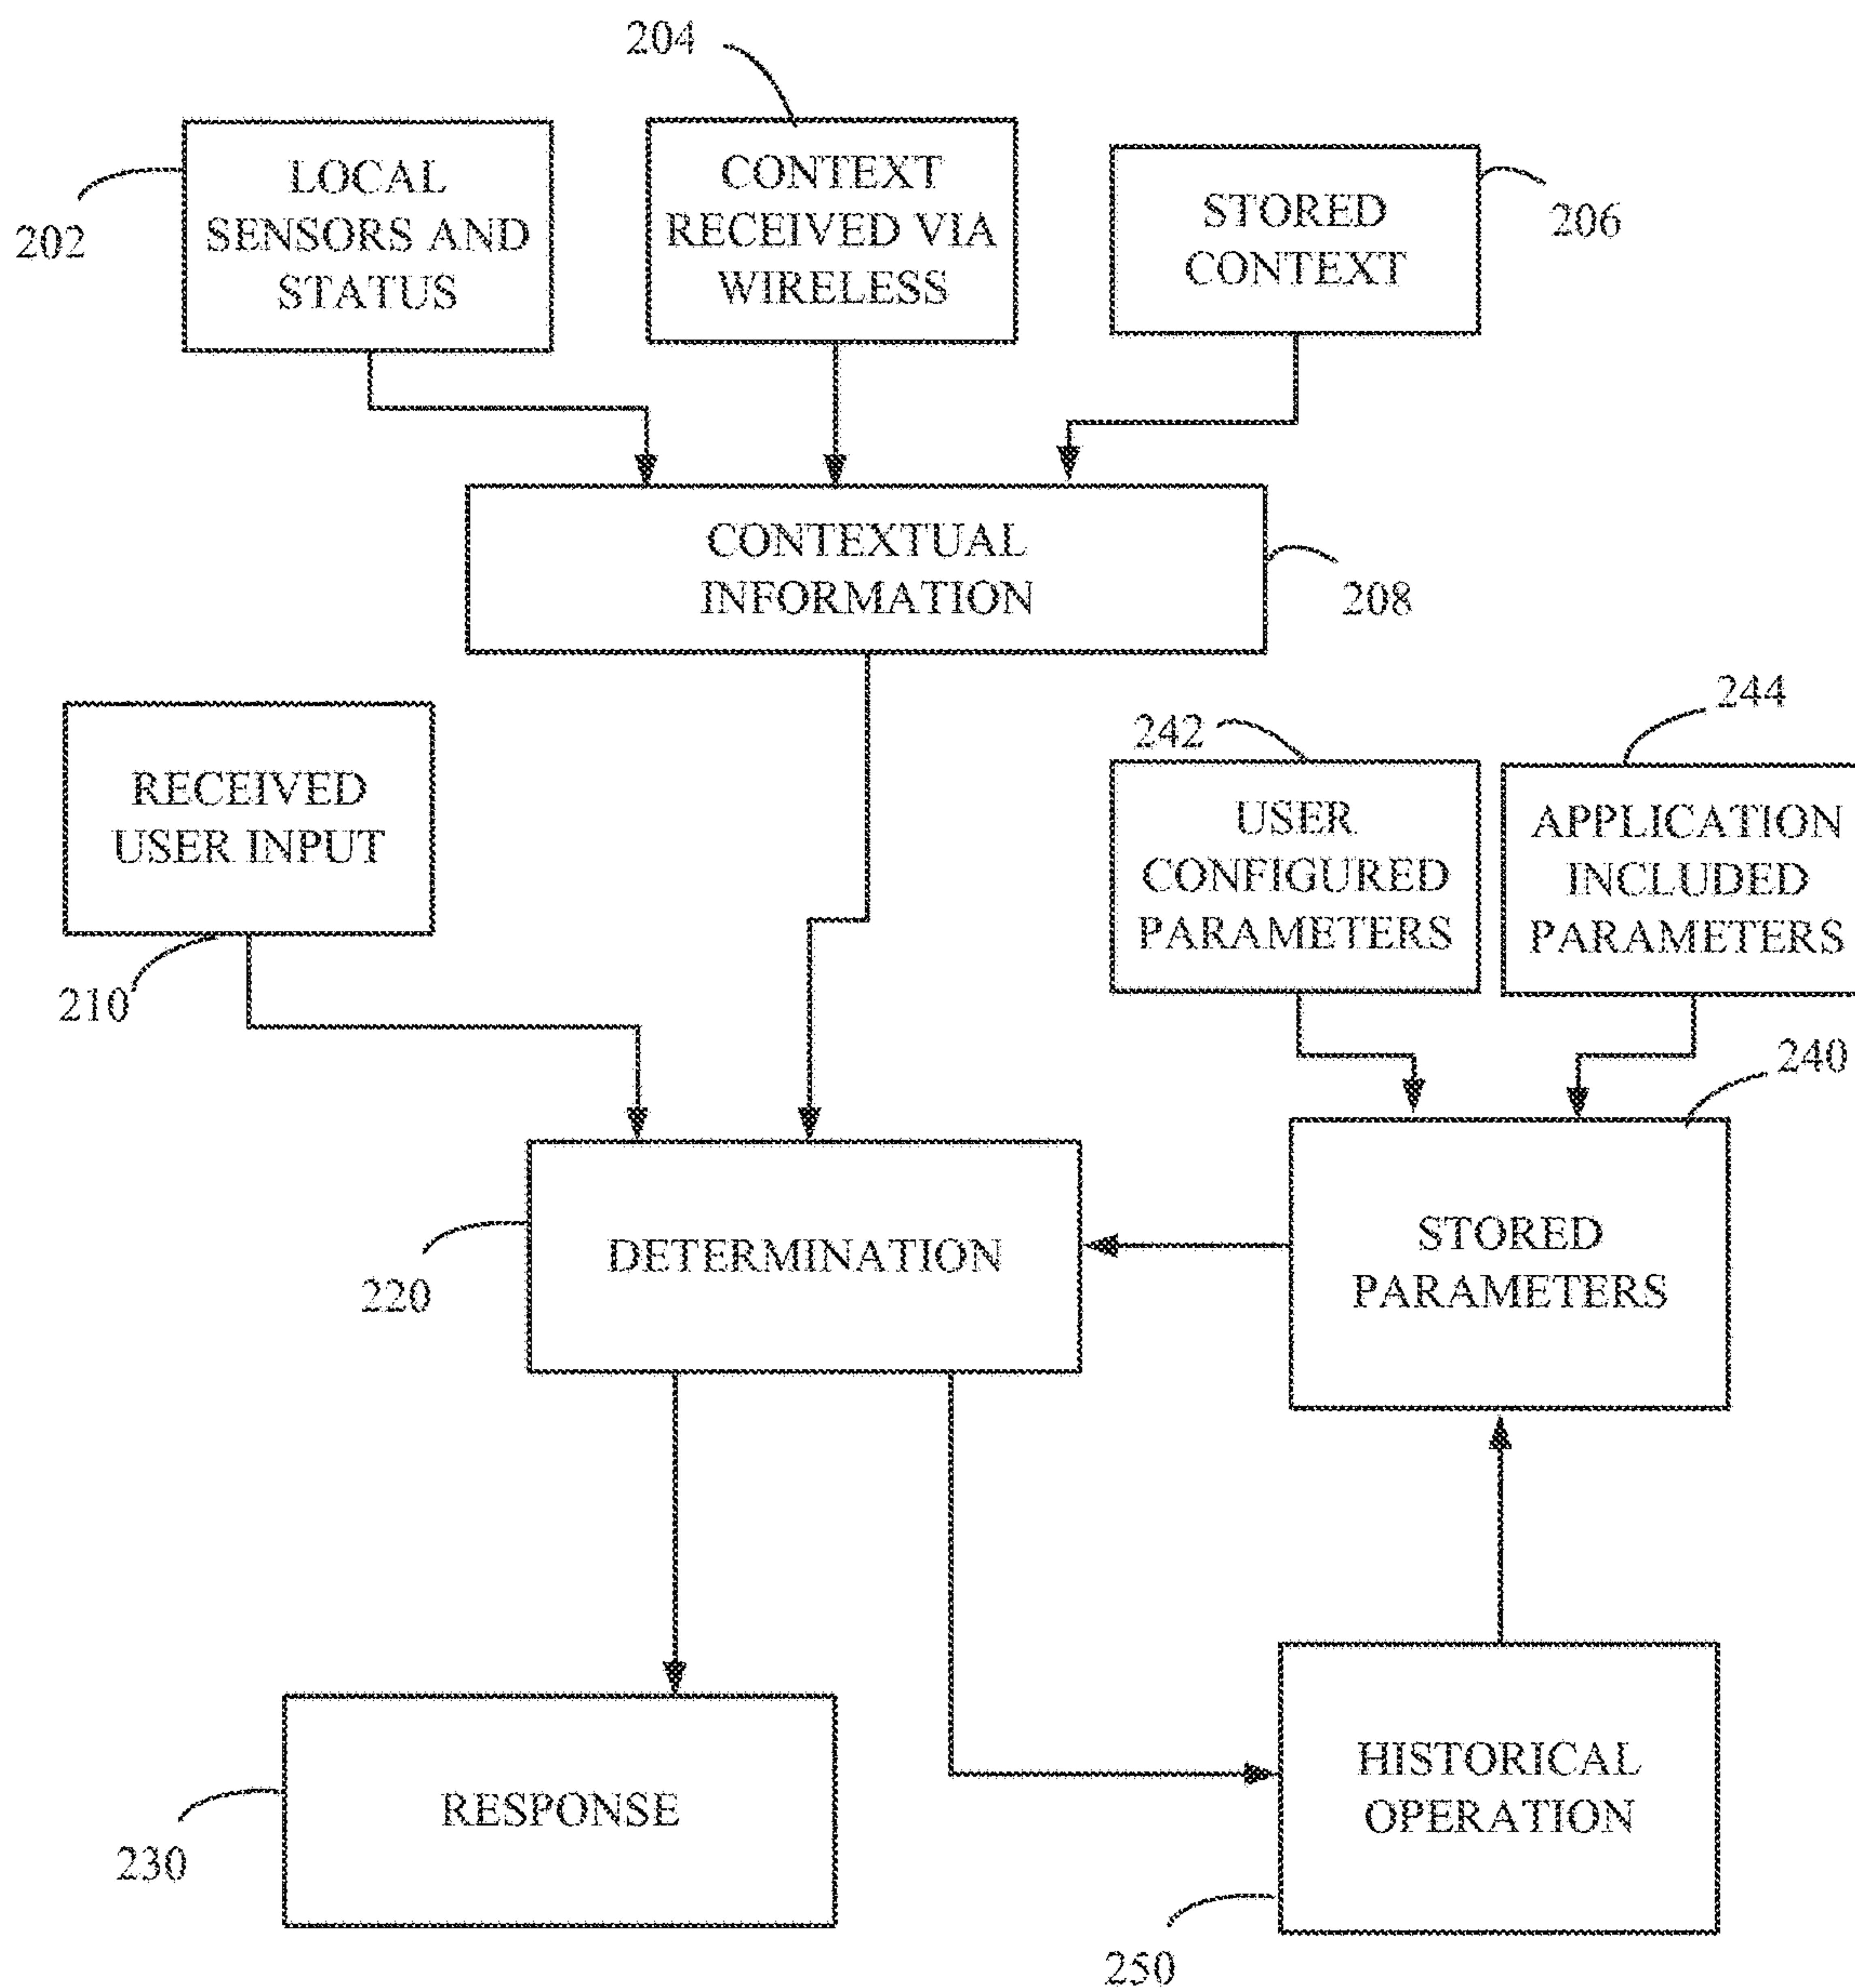 204
LOCAL
SENSORS AND
STATUS
202
CONTEXT
RECEIVED VIA
WIRELESS
STORED
CONTEXT
206
CONTEXTUAL
INFORMATION
208
RECEIVED
USER INPUT
210
242
USER
CONFIGURED
PARAMETERS
244
APPLICATION
INCLUDED
PARAMETERS
240
DETERMINATION
220
STORED
PARAMETERS
RESPONSE
230
HISTORICAL
OPERATION
250